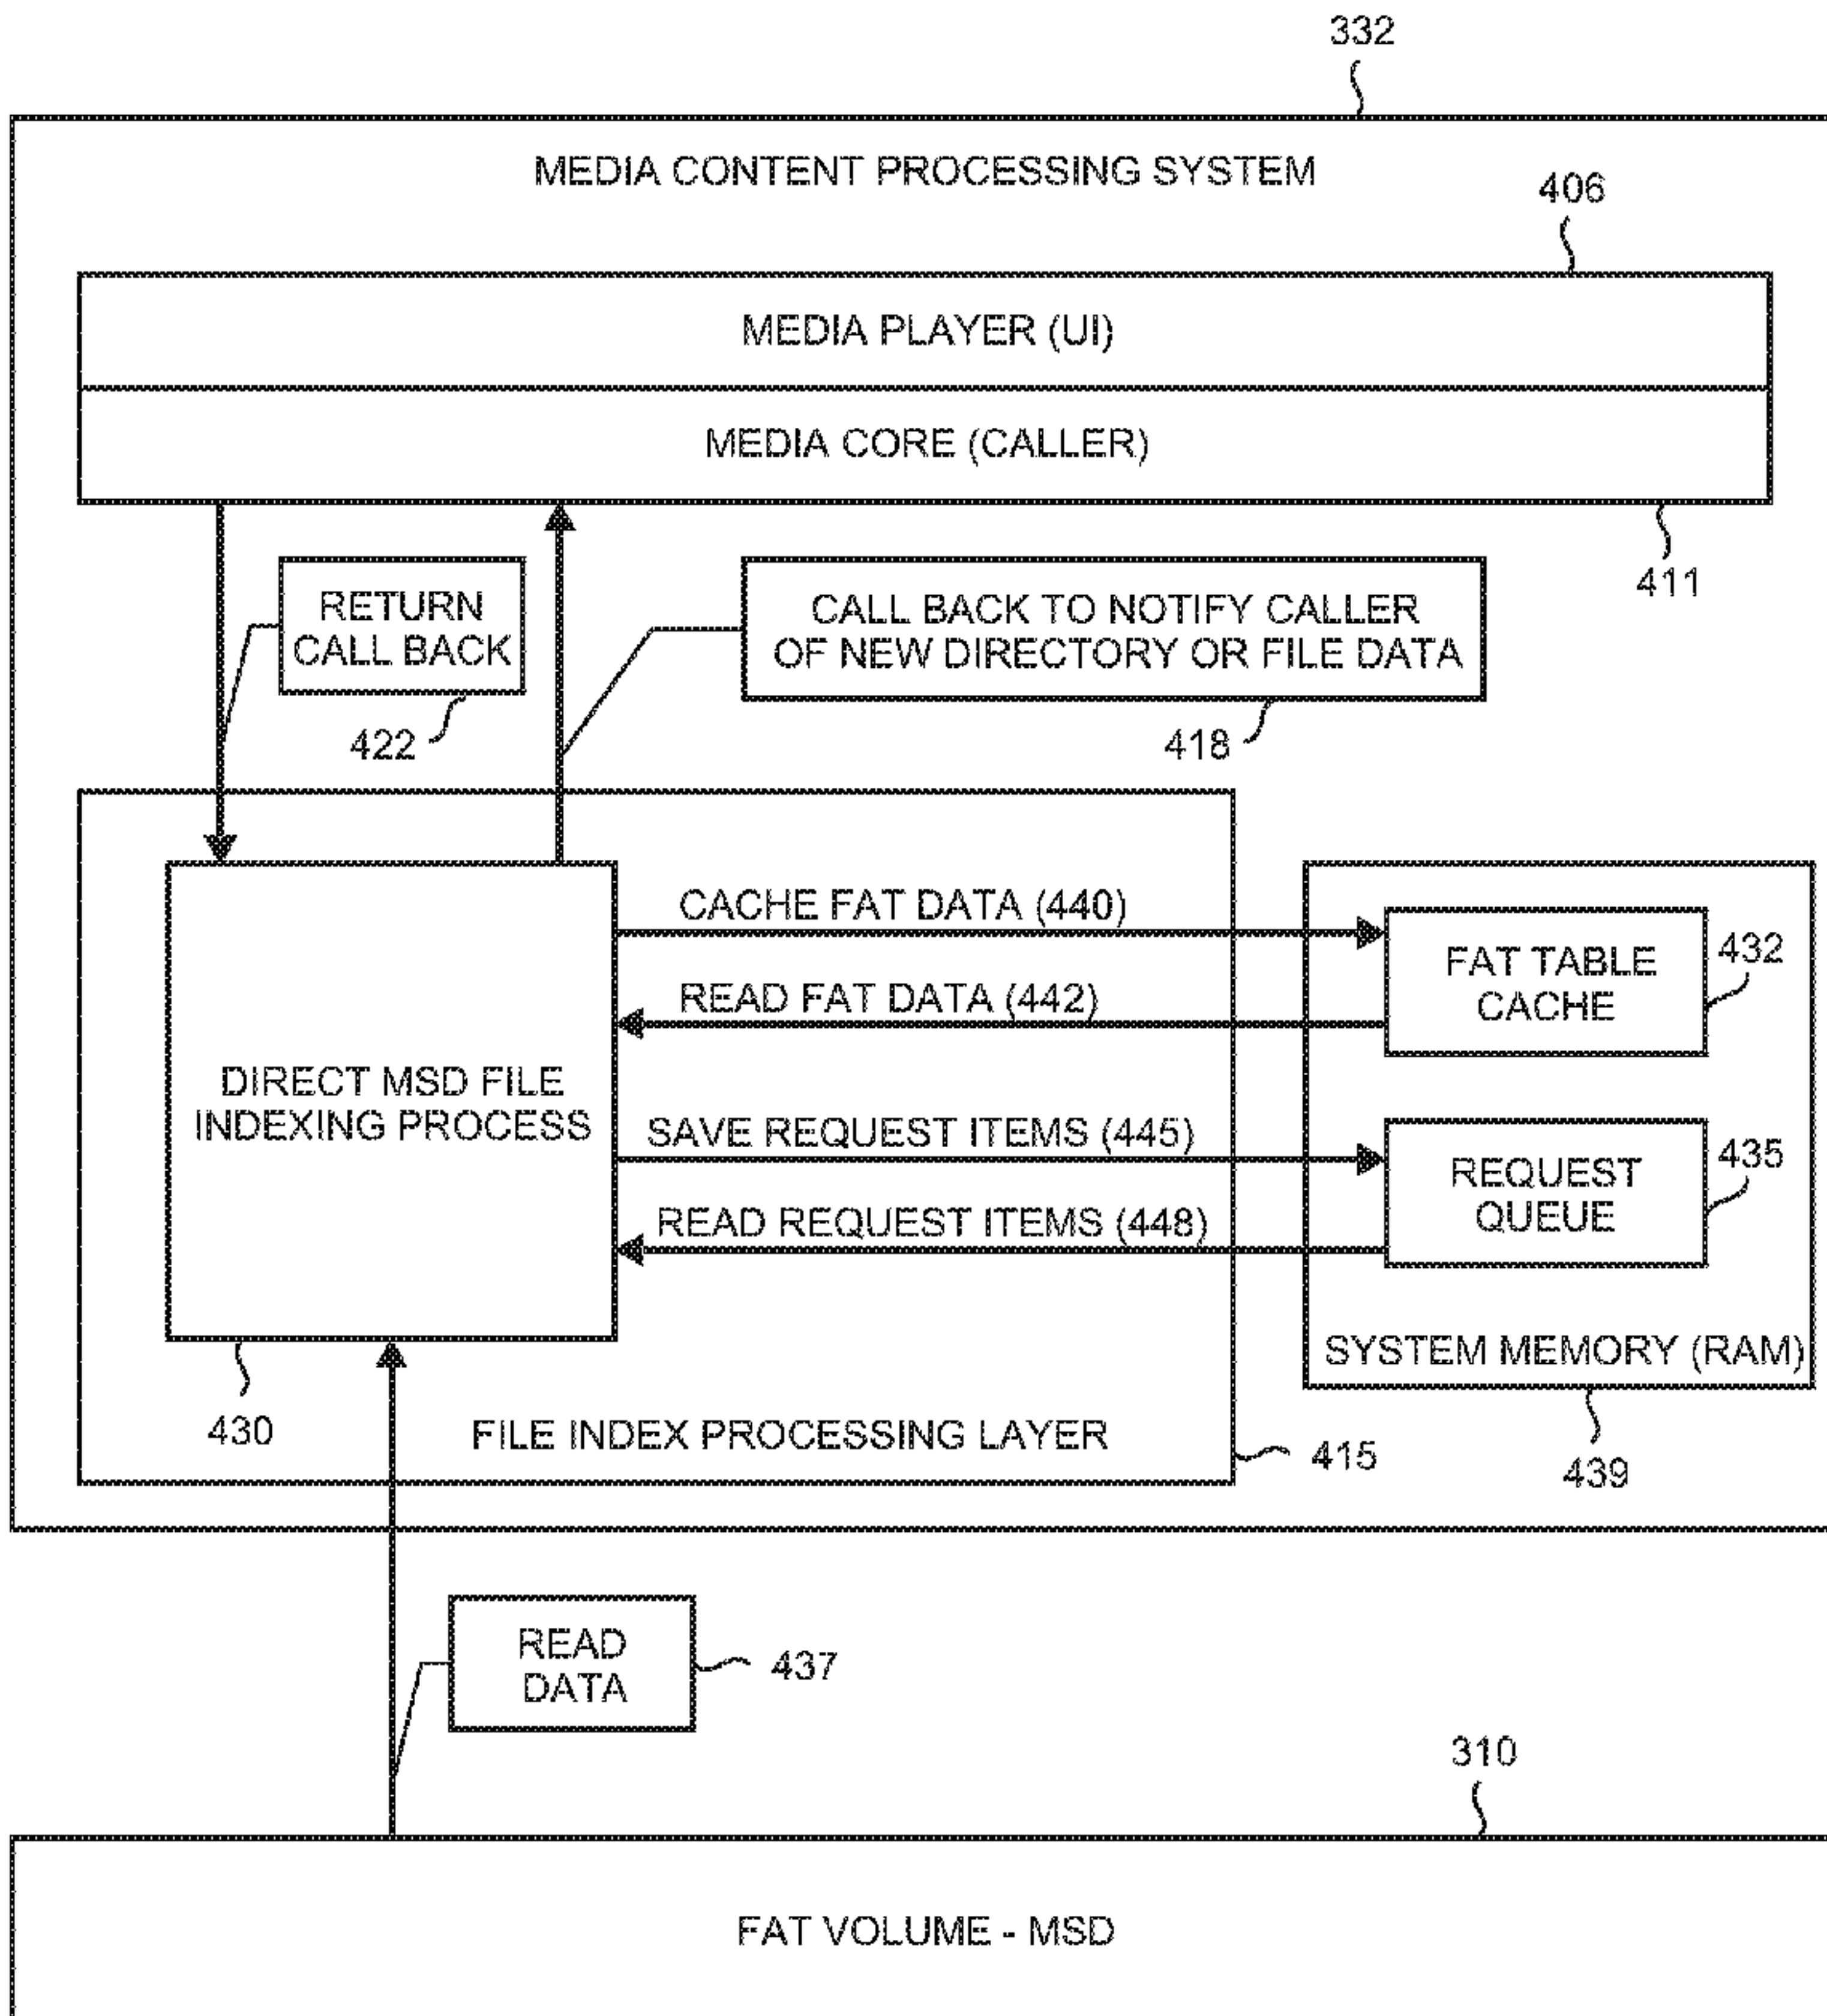 332
MEDIA CONTENT PROCESSING SYSTEM
406
MEDIA PLAYER (UI)
MEDIA CORE (CALLER)
411
RETURN
CALL BACK
422
CALL BACK TO NOTIFY CALLER
OF NEW DIRECTORY OR FILE DATA
418
CACHE FAT DATA (440)
READ FAT DATA (442)
FAT TABLE
CACHE
432
DIRECT MSD FILE
INDEXING PROCESS
SAVE REQUEST ITEMS (445)
READ REQUEST ITEMS (448)
REQUEST
QUEUE
435
SYSTEM MEMORY (RAM)
430
FILE INDEX PROCESSING LAYER
415
439
READ
DATA
437
310
FAT VOLUME - MSD